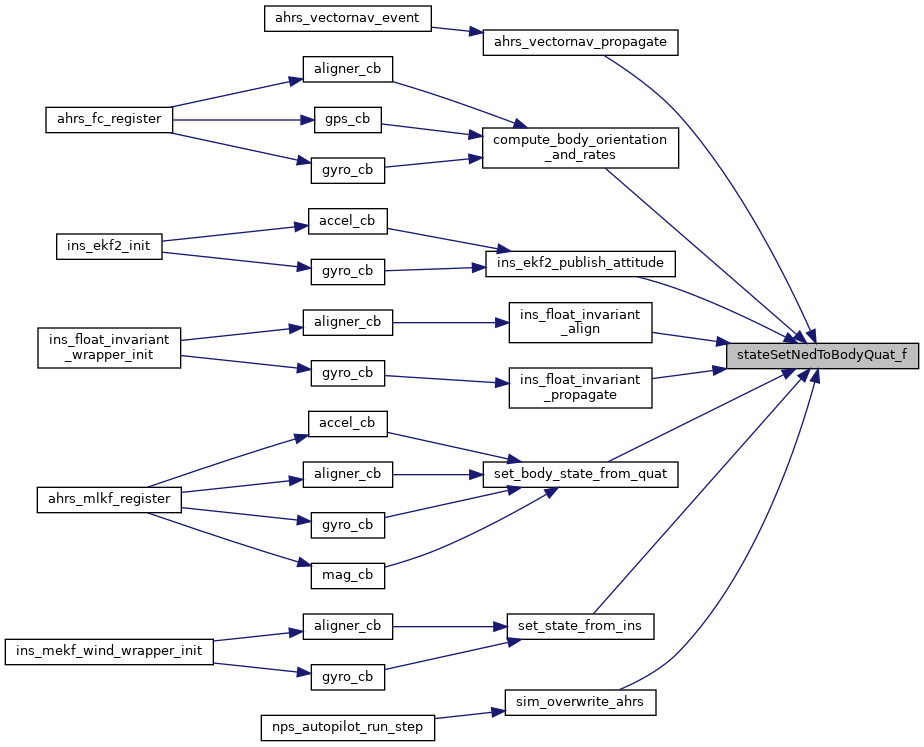 ahrs_vectornav_event
ahrs_vectornav_propagate
aligner_cb
ahrs_fc_register
gps_cb
compute_body_orientation
_and_rates
gyro_cb
accel_cb
ins_ekf2_init
ins_ekf2_publish_attitude
gyro_cb
ins_float_invariant
_align
aligner_cb
ins_float_invariant
_wrapper_init
stateSetNedToBodyQuat_f
gyro_cb
ins_float_invariant
_propagate
accel_cb
aligner_cb
set_body_state_from_quat
ahrs_mlkf_register
gyro_cb
mag_cb
aligner_cb
set_state_from_ins
ins_mekf_wind_wrapper_init
gyro_cb
sim_overwrite_ahrs
nps_autopilot_run_step